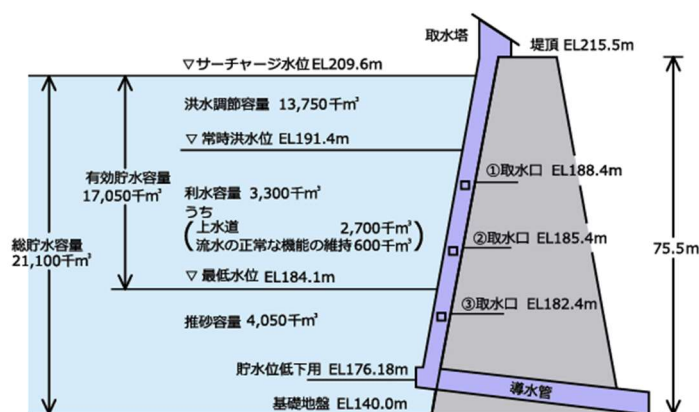 取水塔
堤頂 EL215.5m
▽サーチャージ水位EL209.6m
洪水調節容量 13,750千㎥
▽ 常時洪水位 EL191.4m
①取水口 EL188.4m
有効貯水容量
17,050千㎥
利水容量 3,300千㎥
うち
上水道 2,700千㎥
流水の正常な機能の維持600千㎥
②取水口 EL185.4m
総貯水容量
21,100千㎥
75.5m
▽ 最低水位 EL184.1m
③取水口 EL182.4m
推砂容量 4,050千㎥
貯水位低下用 EL176.18m
導水管
基礎地盤 EL140.0m